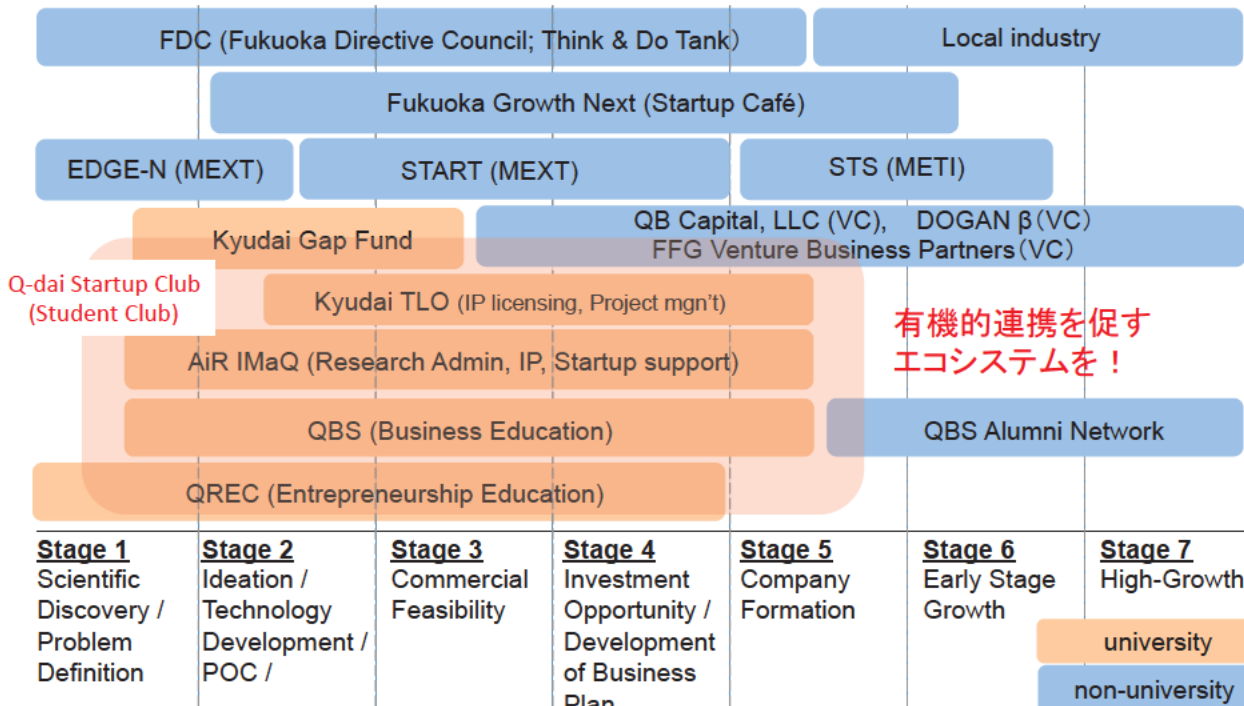 FDC (Fukuoka Directive Council; Think & Do Tank)
Local industry
Fukuoka Growth Next (Startup Café)
EDGE-N (MEXT)
START (MEXT)
STS (METI)
Kyudai Gap Fund
QB Capital, LLC (VC), DOGAN β(VC)
FFG Venture Business Partners(VC)
Q-dai Startup Club
(Student Club)
Kyudai TLO (IP licensing, Project mgn't)
有機的連携を促す
エコシステムを！
AiR IMaQ (Research Admin, IP, Startup support)
QBS (Business Education)
QBS Alumni Network
QREC (Entrepreneurship Education)
Stage 1
Scientific
Discovery /
Problem
Definition
Stage 2
Ideation /
Technology
Development /
POC /
Stage 3
Commercial
Feasibility
Stage 4
Investment
Opportunity /
Development
of Business
Plan
Stage 5
Company
Formation
Stage 6
Early Stage
Growth
Stage 7
High-Growth
university
non-university